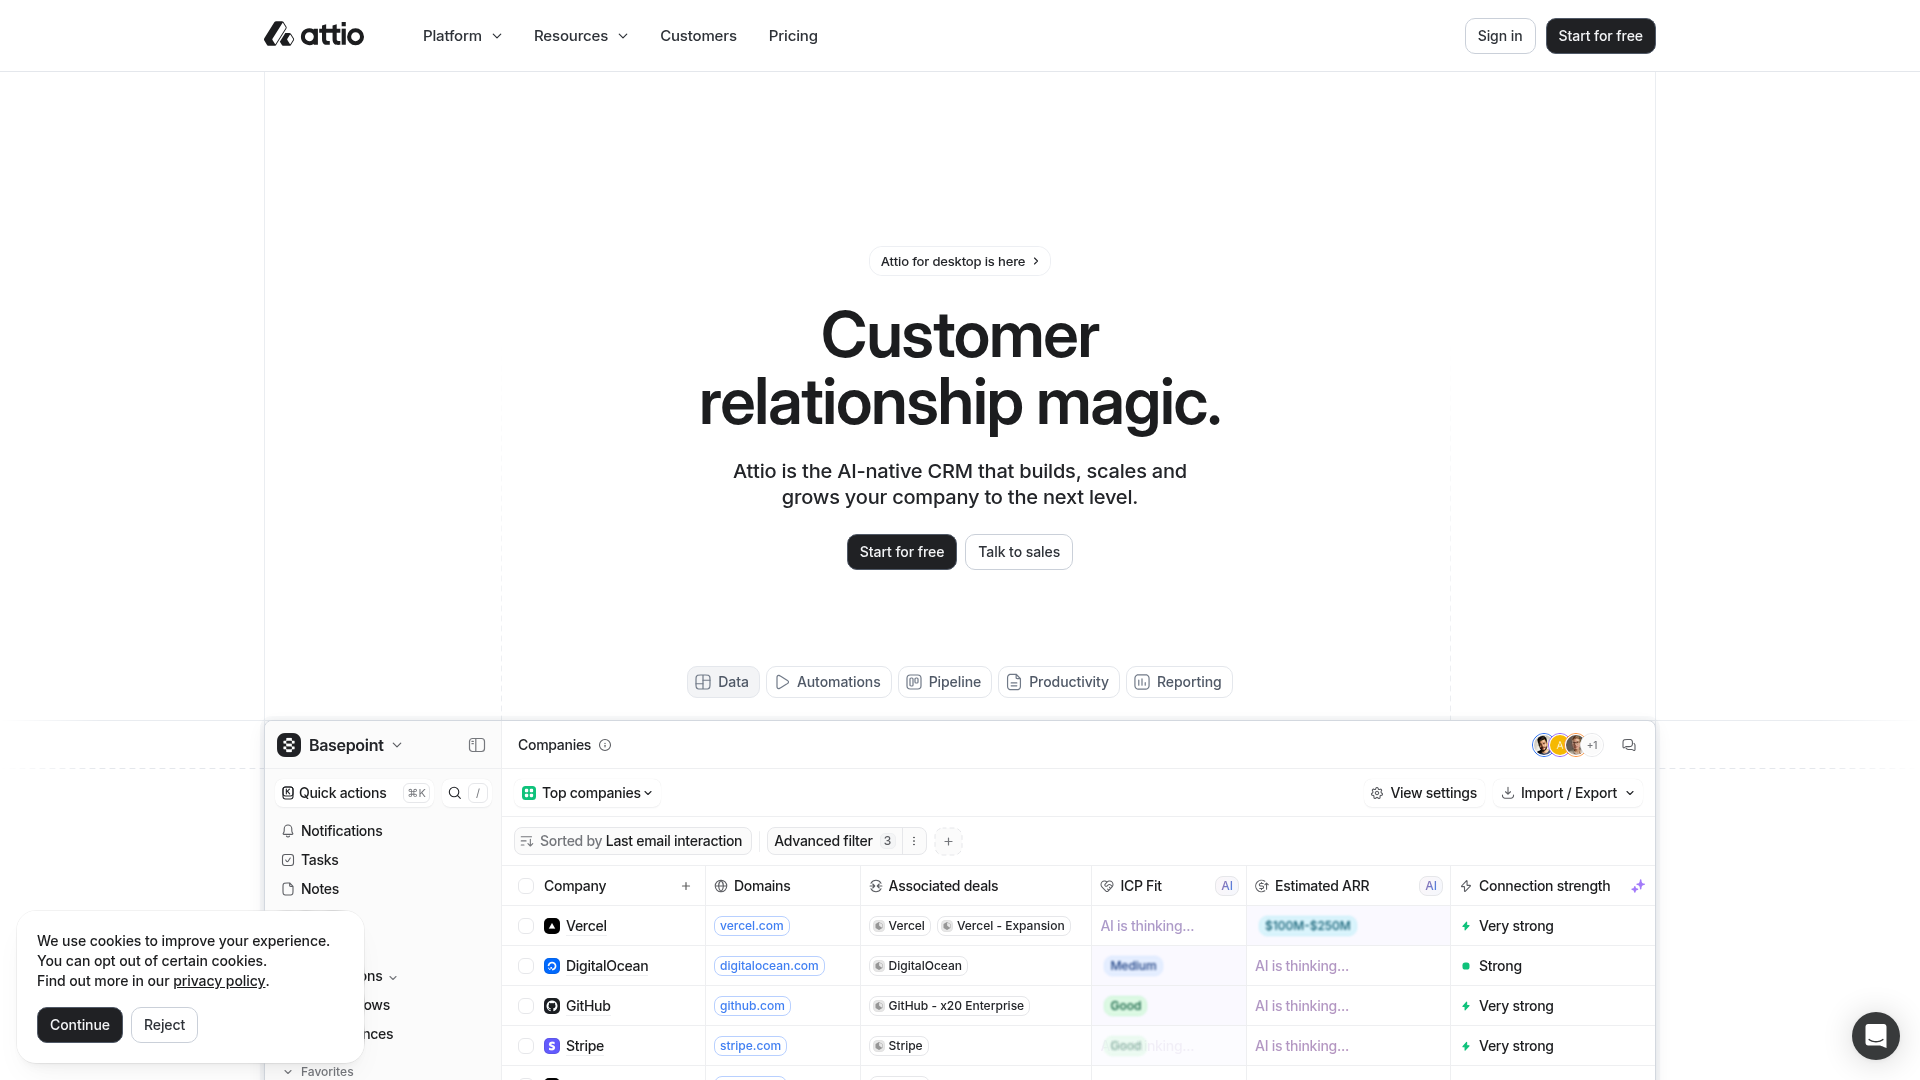 attio
Platform
Resources
Customers
Pricing
Sign in
Start for free
Attio for desktop is here
Customer
relationship magic.
Attio is the AI-native CRM that builds, scales and
grows your company to the next level.
Start for free
Talk to sales
Data
Automations
Pipeline
Productivity
Reporting
Basepoint
Companies
A
+1
Quick actions
⌘K
/
Top companies
View settings
Import / Export
Notifications
Tasks
Notes
Sorted by Last email interaction
Advanced filter 3
Company
Domains
Associated deals
ICP Fit AI
Estimated ARR AI
Connection strength
Vercel
vercel.com
Vercel
Vercel - Expansion
AI is thinking...
$100M-$250M
Very strong
DigitalOcean
digitalocean.com
DigitalOcean
Medium
AI is thinking...
Strong
GitHub
github.com
GitHub - x20 Enterprise
Good
AI is thinking...
Very strong
Stripe
stripe.com
Stripe
Good
AI is thinking...
Very strong
We use cookies to improve your experience.
You can opt out of certain cookies.
Find out more in our privacy policy.
Continue
Reject
Favorites